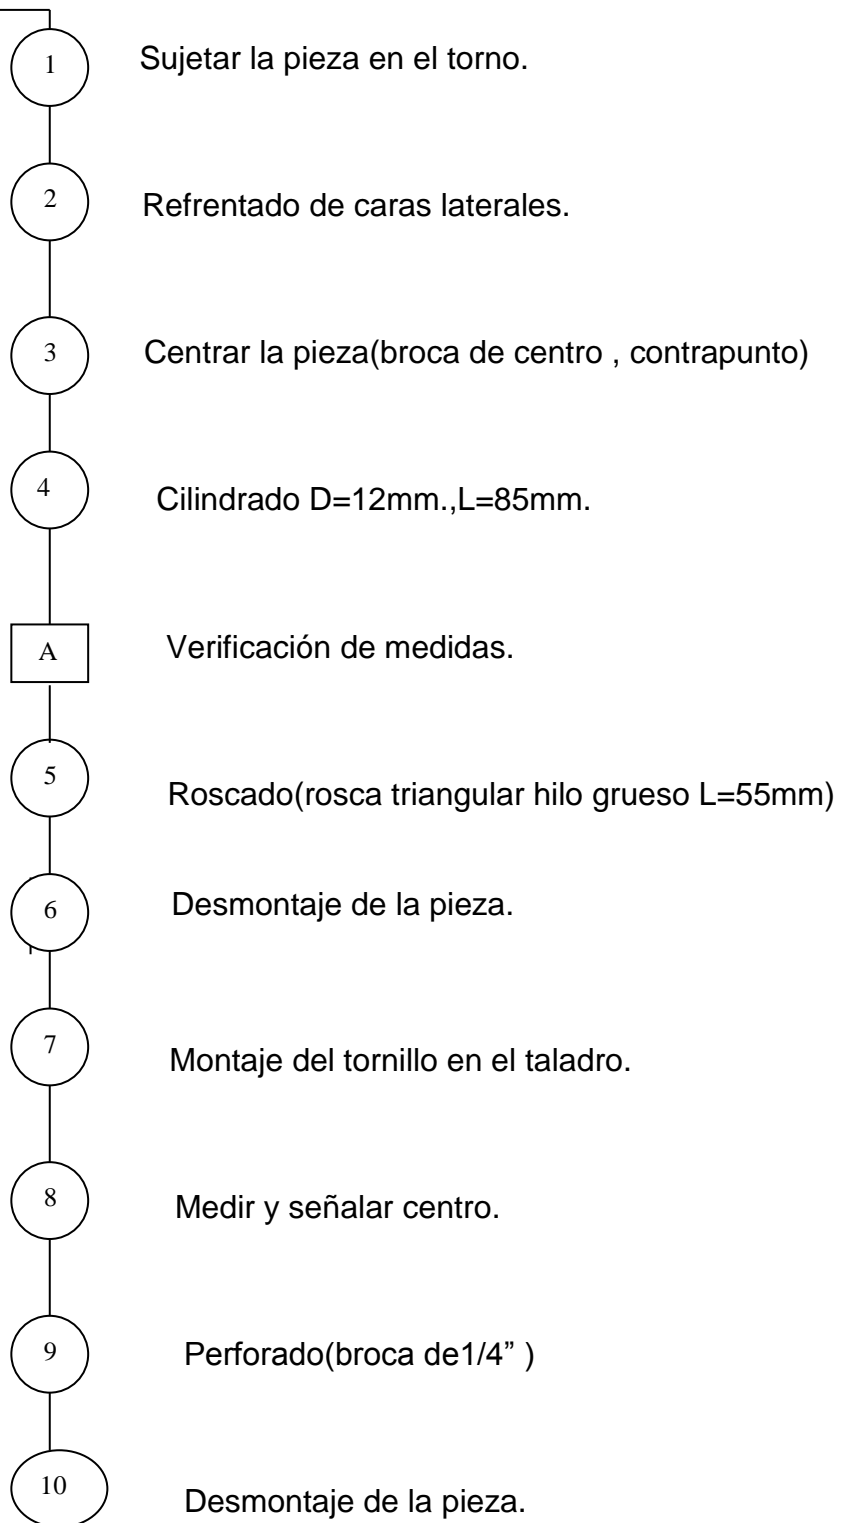 1 Sujetar la pieza en el torno.
2 Refrentado de caras laterales.
3 Centrar la pieza(broca de centro , contrapunto)
4 Cilindrado D=12mm.,L=85mm.
A Verificación de medidas.
5 Roscado(rosca triangular hilo grueso L=55mm)
6 Desmontaje de la pieza.
7 Montaje del tornillo en el taladro.
8 Medir y señalar centro.
9 Perforado(broca de1/4” )
10 Desmontaje de la pieza.